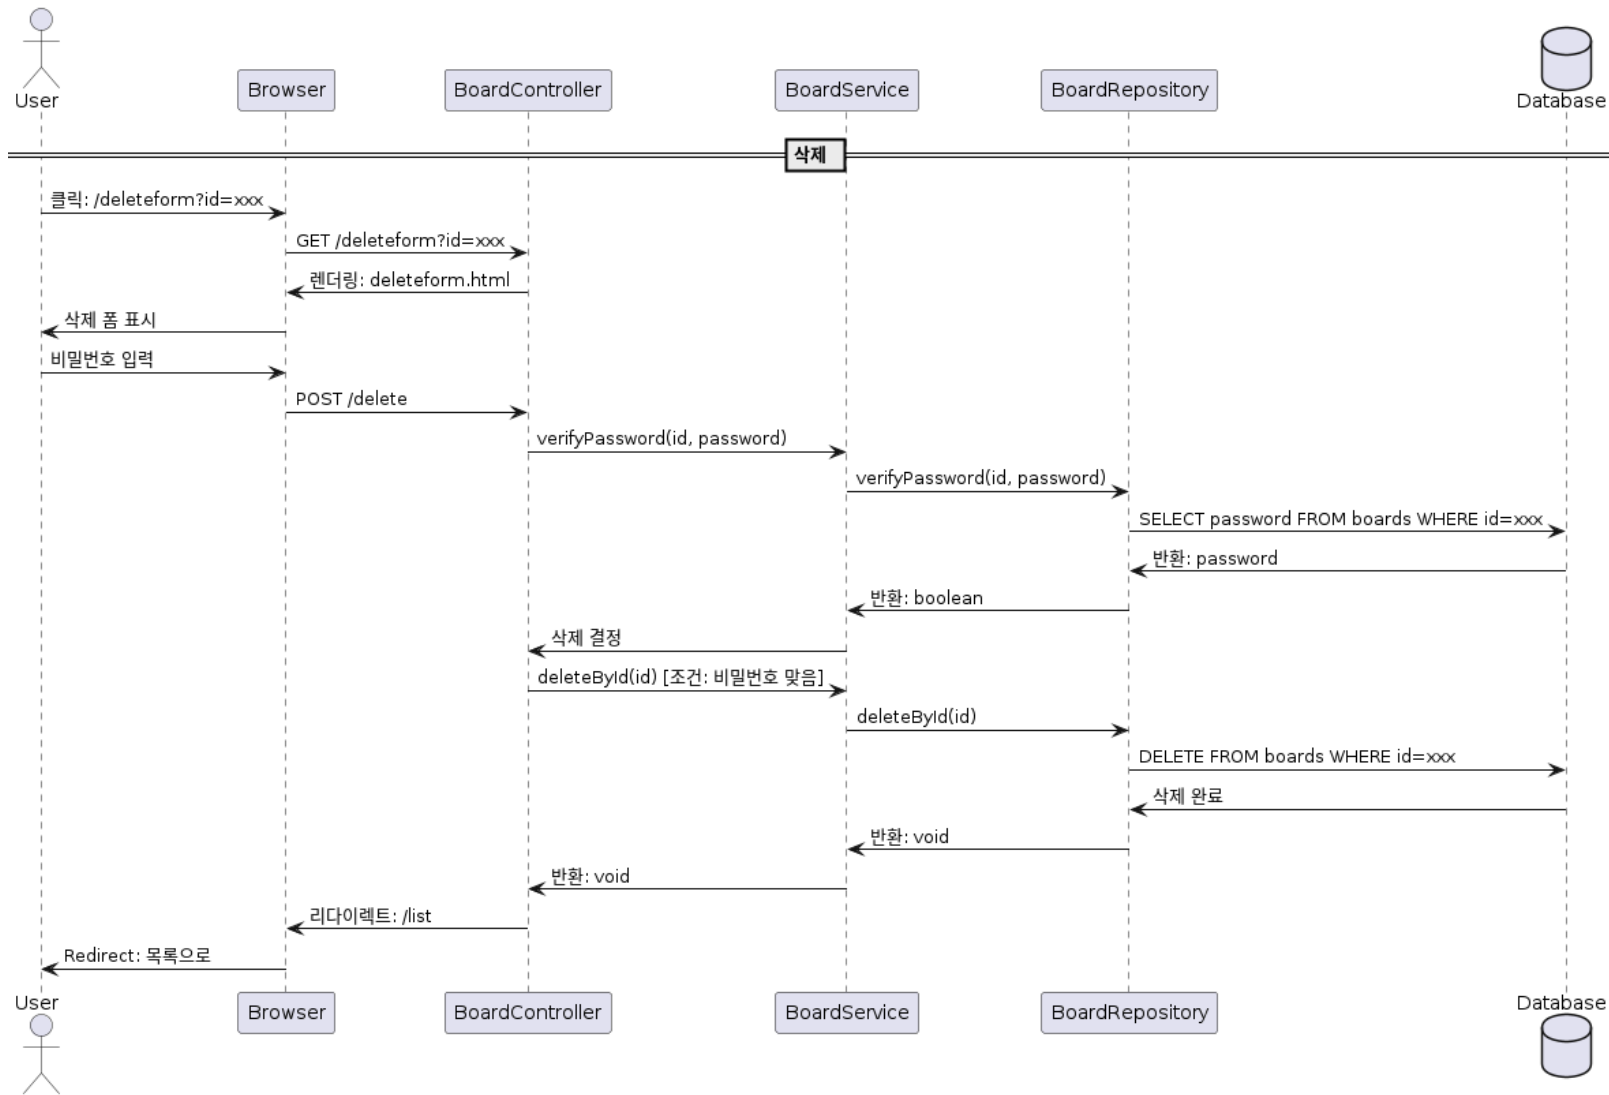 User
Browser
BoardController
BoardService
BoardRepository
Database
삭제
클릭: /deleteform?id=xxx
GET /deleteform?id=xxx
렌더링: deleteform.html
삭제 폼 표시
비밀번호 입력
POST /delete
verifyPassword(id, password)
verifyPassword(id, password)
SELECT password FROM boards WHERE id=xxx
반환: password
반환: boolean
삭제 결정
deleteById(id) [조건: 비밀번호 맞음]
deleteById(id)
DELETE FROM boards WHERE id=xxx
삭제 완료
반환: void
반환: void
리다이렉트: /list
Redirect: 목록으로
User
Browser
BoardController
BoardService
BoardRepository
Database